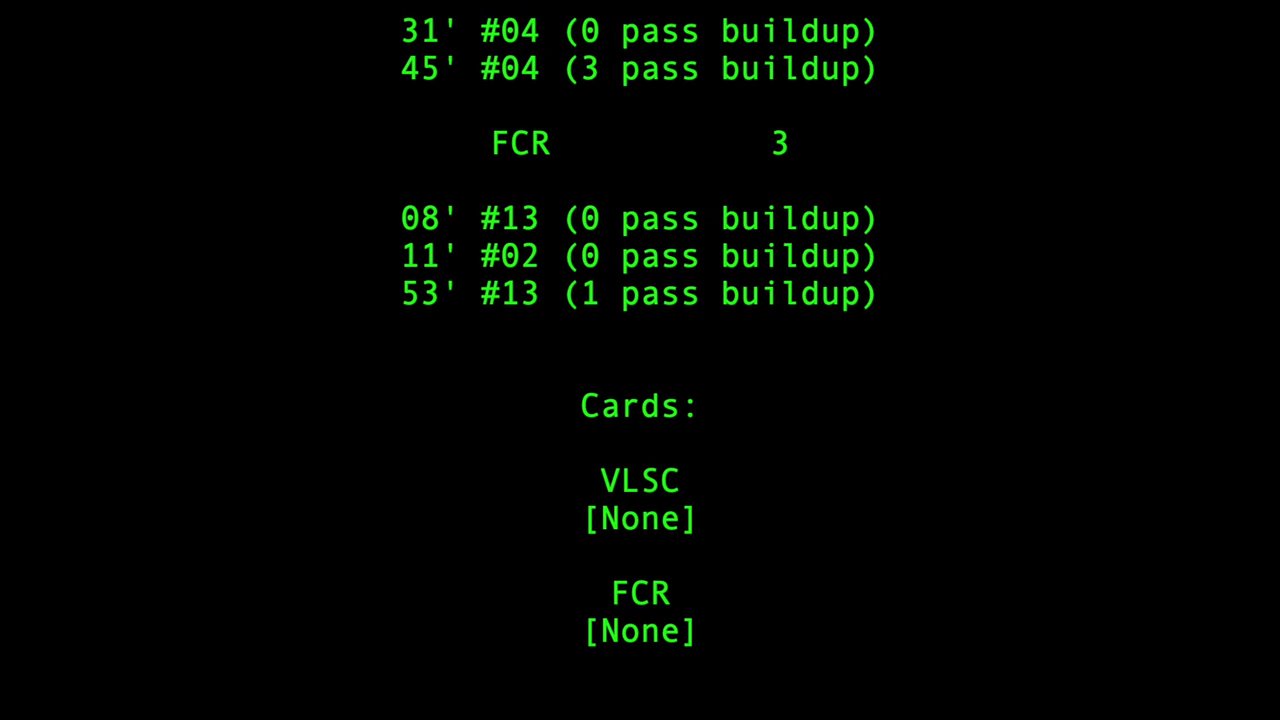 31' #04 (0 pass buildup)
45' #04 (3 pass buildup)
FCR 3
08' #13 (0 pass buildup)
11' #02 (0 pass buildup)
53' #13 (1 pass buildup)
Cards:
VLSC
[None]
FCR
[None]